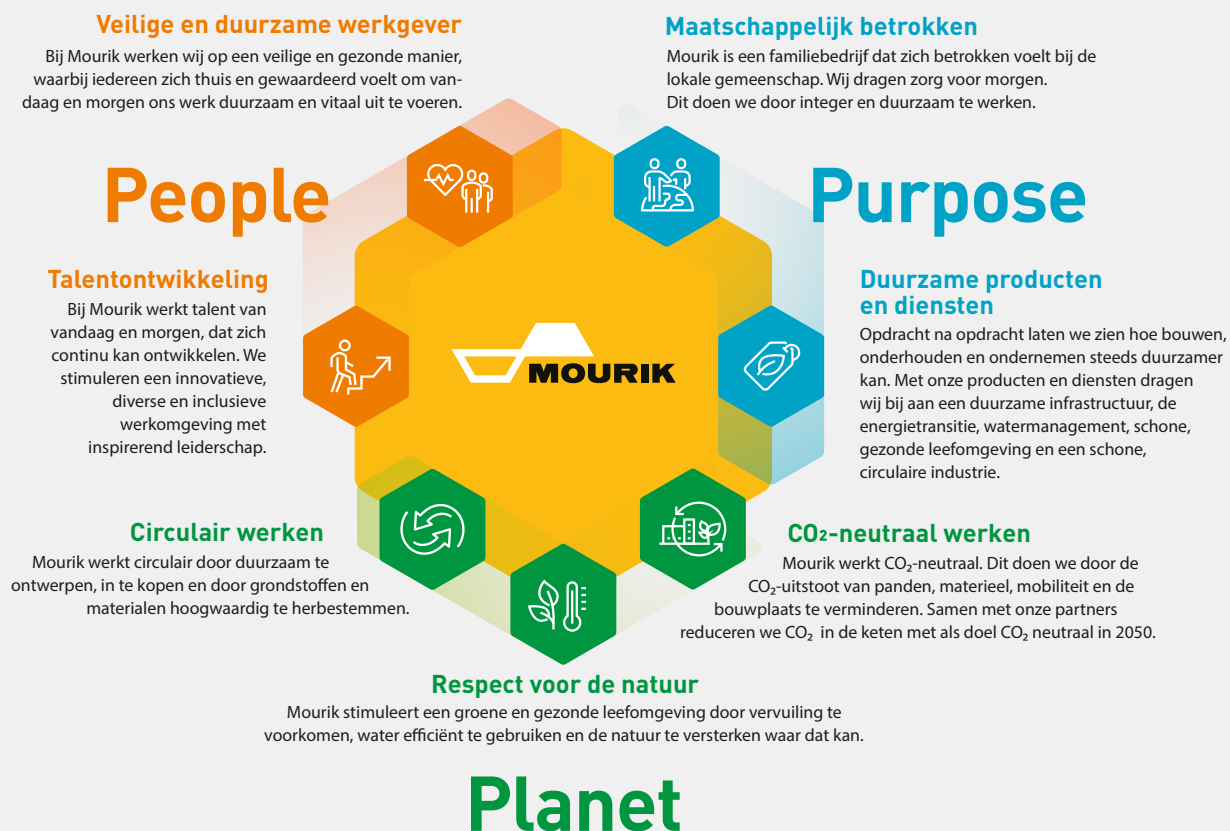 Veilige en duurzame werkgever
Bij Mourik werken wij op een veilige en gezonde manier,
waarbij iedereen zich thuis en gewaardeerd voelt om van-
daag en morgen ons werk duurzaam en vitaal uit te voeren.
Maatschappelijk betrokken
Mourik is een familiebedrijf dat zich betrokken voelt bij de
lokale gemeenschap. Wij dragen zorg voor morgen.
Dit doen we door integer en duurzaam te werken.
People
Purpose
Talentontwikkeling
Bij Mourik werkt talent van
vandaag en morgen, dat zich
continu kan ontwikkelen. We
stimuleren een innovatieve,
diverse en inclusieve
werkomgeving met
inspirerend leiderschap.
MOURIK
Duurzame producten
en diensten
Opdracht na opdracht laten we zien hoe bouwen,
onderhouden en ondernemen steeds duurzamer
kan. Met onze producten en diensten dragen
wij bij aan een duurzame infrastructuur, de
energietransitie, watermanagement, schone,
gezonde leefomgeving en een schone,
circulaire industrie.
Circulair werken
Mourik werkt circulair door duurzaam te
ontwerpen, in te kopen en door grondstoffen en
materialen hoogwaardig te herbestemmen.
CO2-neutraal werken
Mourik werkt CO₂-neutraal. Dit doen we door de
CO₂-uitstoot van panden, materieel, mobiliteit en de
bouwplaats te verminderen. Samen met onze partners
reduceren we CO₂ in de keten met als doel CO₂ neutraal in 2050.
Respect voor de natuur
Mourik stimuleert een groene en gezonde leefomgeving door vervuiling te
voorkomen, water efficiënt te gebruiken en de natuur te versterken waar dat kan.
Planet